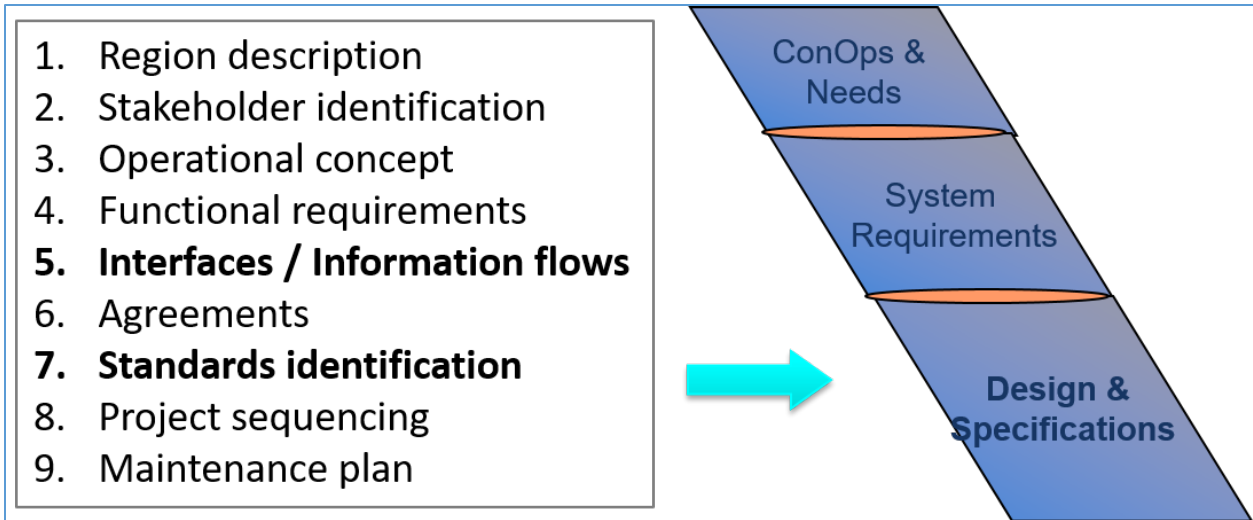 1. Region description
2. Stakeholder identification
3. Operational concept
4. Functional requirements
5. Interfaces / Information flows
6. Agreements
7. Standards identification
8. Project sequencing
9. Maintenance plan
ConOps &
Needs
System
Requirements
Design &
Specifications